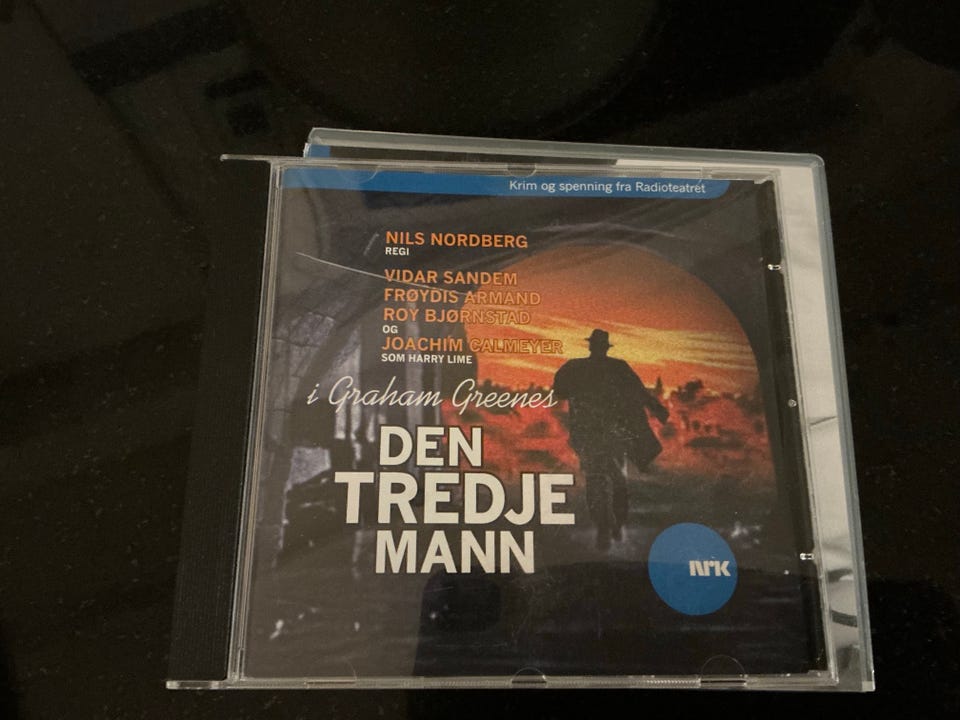 Krim og spenning fra Radioteatret
NILS NORDBERG
REGI
VIDAR SANDEM
FRØYDIS ARMAND
ROY BJØRNSTAD
OG
JOACHIM CALMEYER
SOM HARRY LIME
i Graham Greenes
DEN
TREDJE
MANN
NRK